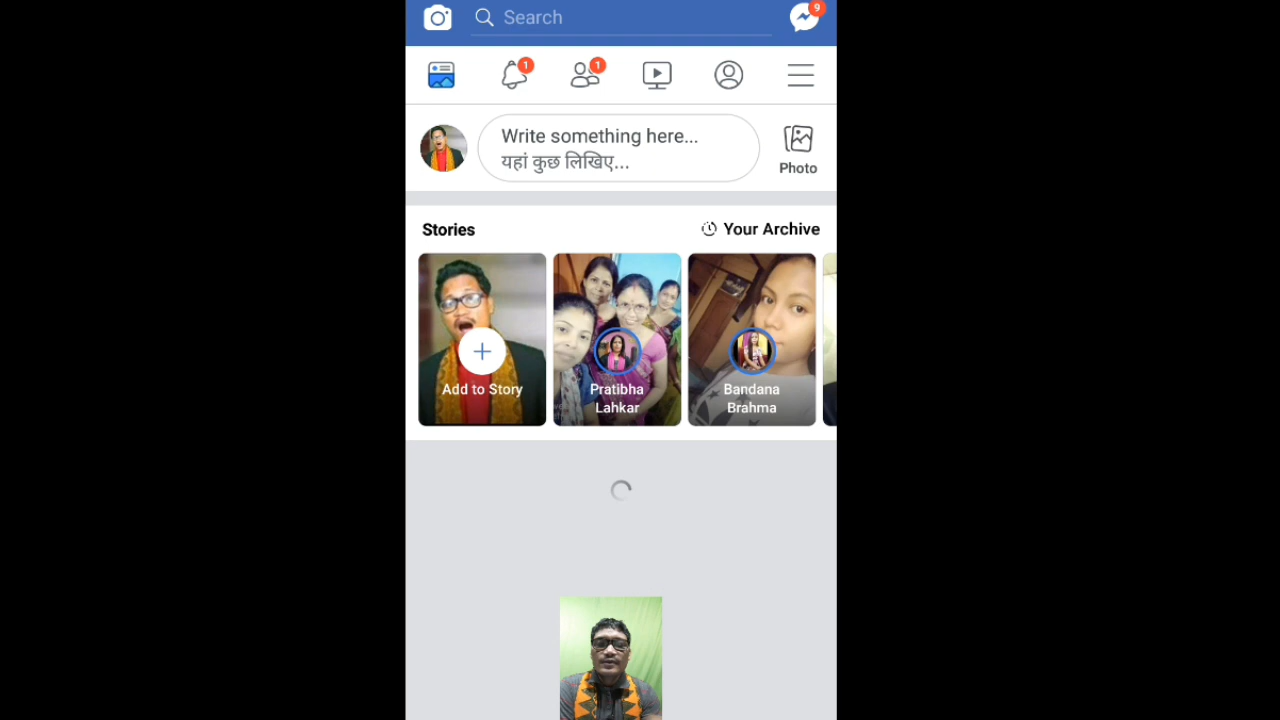 Search
9
1
1
Write something here...
यहां कुछ लिखिए...
Photo
Stories
Your Archive
Add to Story
Pratibha
Lahkar
Bandana
Brahma